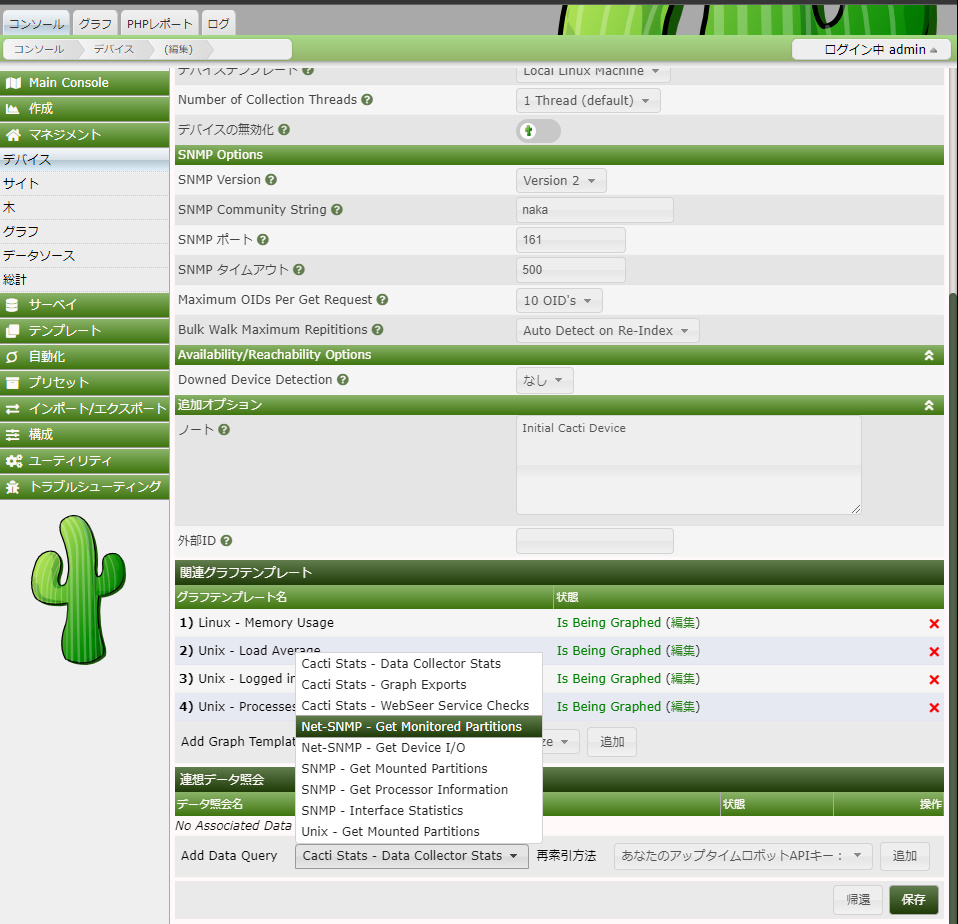 コンソール グラフ PHPレポート ログ
コンソール デバイス (編集) ログイン中 admin
Main Console
作成
マネジメント
デバイス
サイト
木
グラフ
データソース
総計
サーベイ
テンプレート
自動化
プリセット
インポート/エクスポート
構成
ユーティリティ
トラブルシューティング
デバイステンプレート Local Linux Machine
Number of Collection Threads 1 Thread (default)
デバイスの無効化
SNMP Options
SNMP Version Version 2
SNMP Community String naka
SNMP ポート 161
SNMP タイムアウト 500
Maximum OIDs Per Get Request 10 OID's
Bulk Walk Maximum Repititions Auto Detect on Re-Index
Availability/Reachability Options
Downed Device Detection なし
追加オプション
ノート Initial Cacti Device
外部ID
関連グラフテンプレート
グラフテンプレート名 状態
1) Linux - Memory Usage Is Being Graphed (編集)
2) Unix - Load Average Is Being Graphed (編集)
3) Unix - Logged in Is Being Graphed (編集)
4) Unix - Processes Is Being Graphed (編集)
Add Graph Templat ze 追加
Cacti Stats - Data Collector Stats
Cacti Stats - Graph Exports
Cacti Stats - WebSeer Service Checks
Net-SNMP - Get Monitored Partitions
Net-SNMP - Get Device I/O
SNMP - Get Mounted Partitions
SNMP - Get Processor Information
SNMP - Interface Statistics
Unix - Get Mounted Partitions
連想データ照会
データ照会名 状態 操作
No Associated Data
Add Data Query Cacti Stats - Data Collector Stats 再索引方法 あなたのアップタイムロボットAPIキー： 追加
帰還 保存